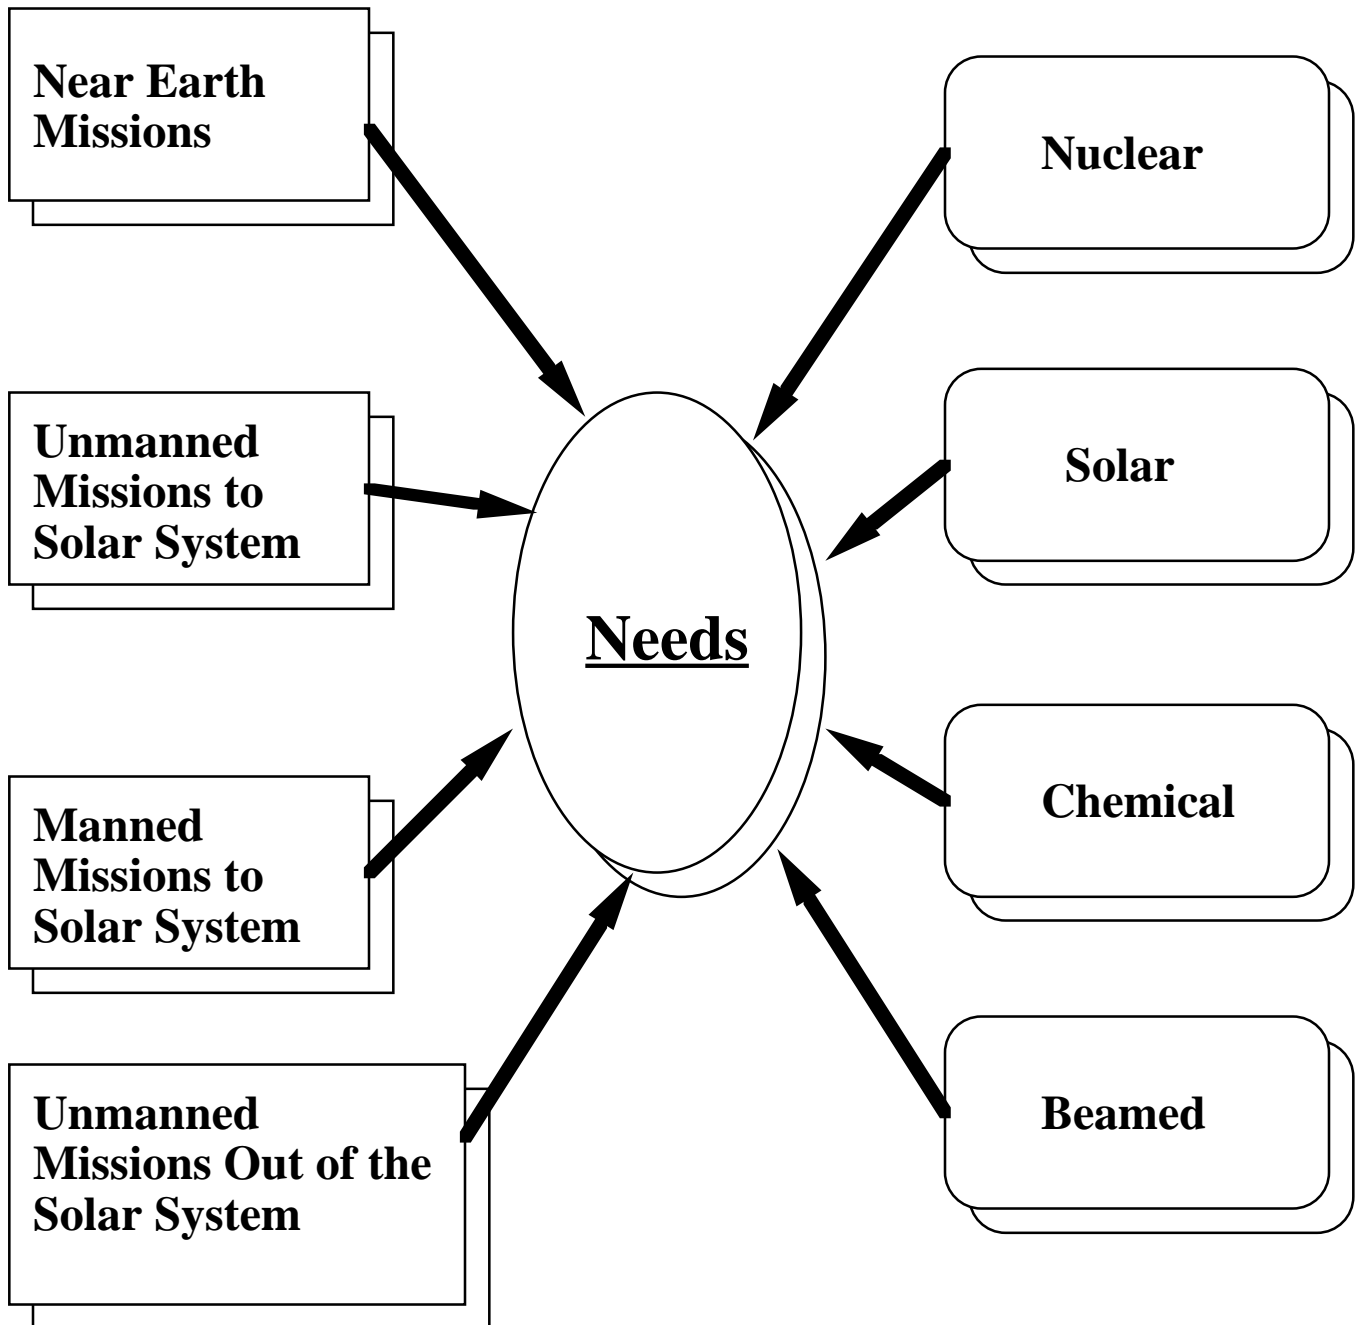 Near Earth
Missions
Unmanned
Missions to
Solar System
Manned
Missions to
Solar System
Unmanned
Missions Out of the
Solar System
Needs
Nuclear
Solar
Chemical
Beamed